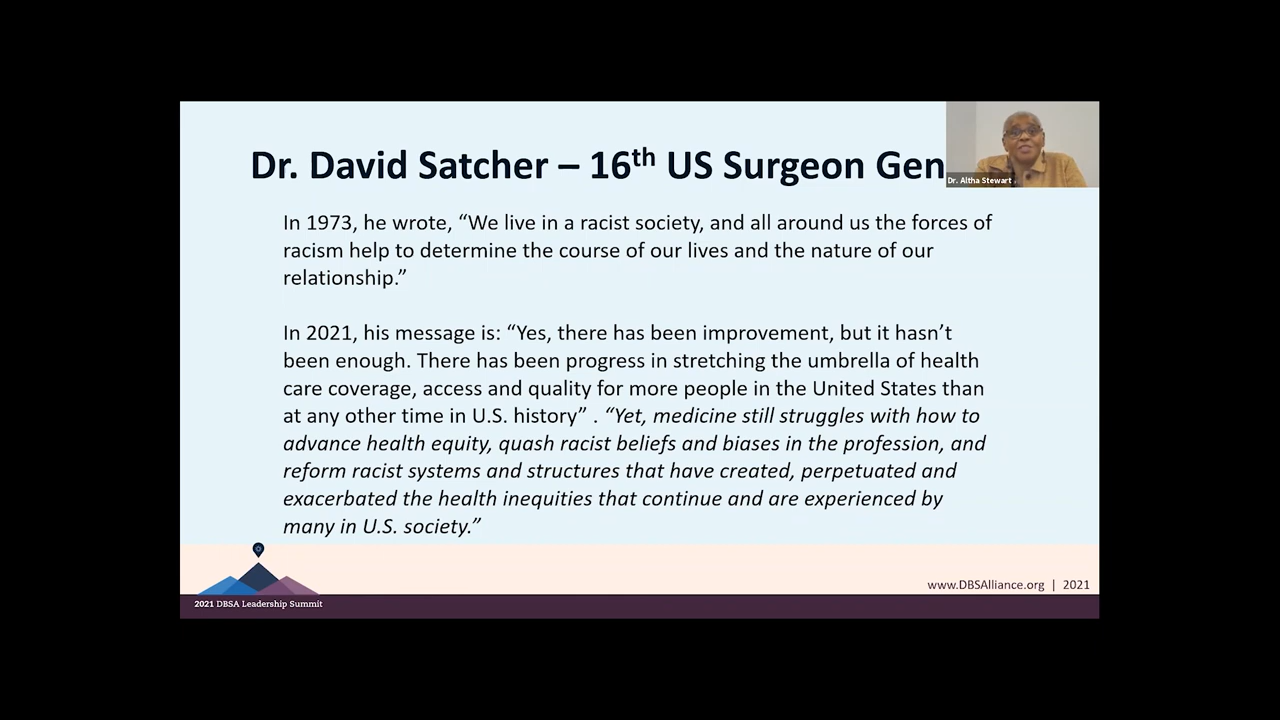 Dr. David Satcher – 16th US Surgeon Gen
Dr. Altha Stewart
In 1973, he wrote, “We live in a racist society, and all around us the forces of
racism help to determine the course of our lives and the nature of our
relationship.”
In 2021, his message is: “Yes, there has been improvement, but it hasn’t
been enough. There has been progress in stretching the umbrella of health
care coverage, access and quality for more people in the United States than
at any other time in U.S. history” . “Yet, medicine still struggles with how to
advance health equity, quash racist beliefs and biases in the profession, and
reform racist systems and structures that have created, perpetuated and
exacerbated the health inequities that continue and are experienced by
many in U.S. society.”
www.DBSAlliance.org | 2021
2021 DBSA Leadership Summit